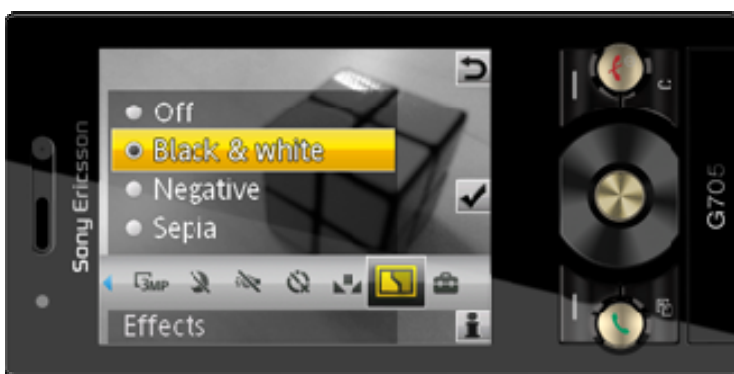 Sony Ericsson
Off
Black & white
Negative
Sepia
3MP
Effects
G705